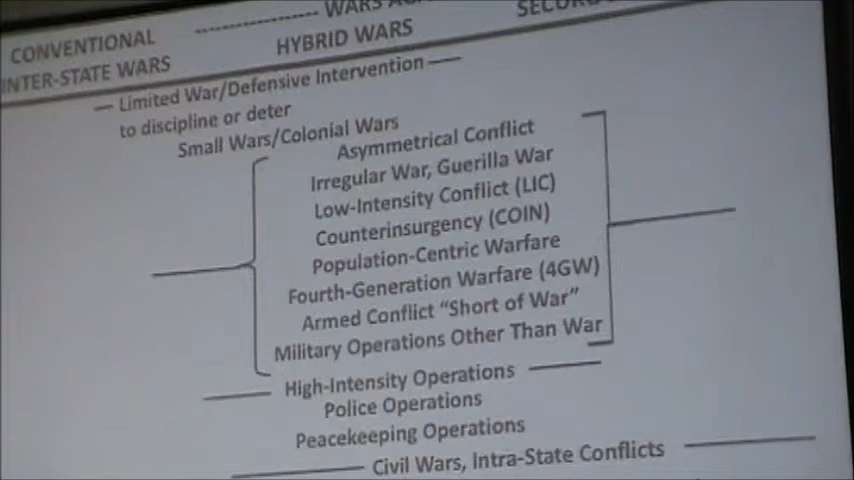 WARS
CONVENTIONAL HYBRID WARS
INTER-STATE WARS
Limited War/Defensive Intervention
to discipline or deter
Small Wars/Colonial Wars
Asymmetrical Conflict
Irregular War, Guerilla War
Low-Intensity Conflict (LIC)
Counterinsurgency (COIN)
Population-Centric Warfare
Fourth-Generation Warfare (4GW)
Armed Conflict “Short of War”
Military Operations Other Than War
High-Intensity Operations
Police Operations
Peacekeeping Operations
Civil Wars, Intra-State Conflicts